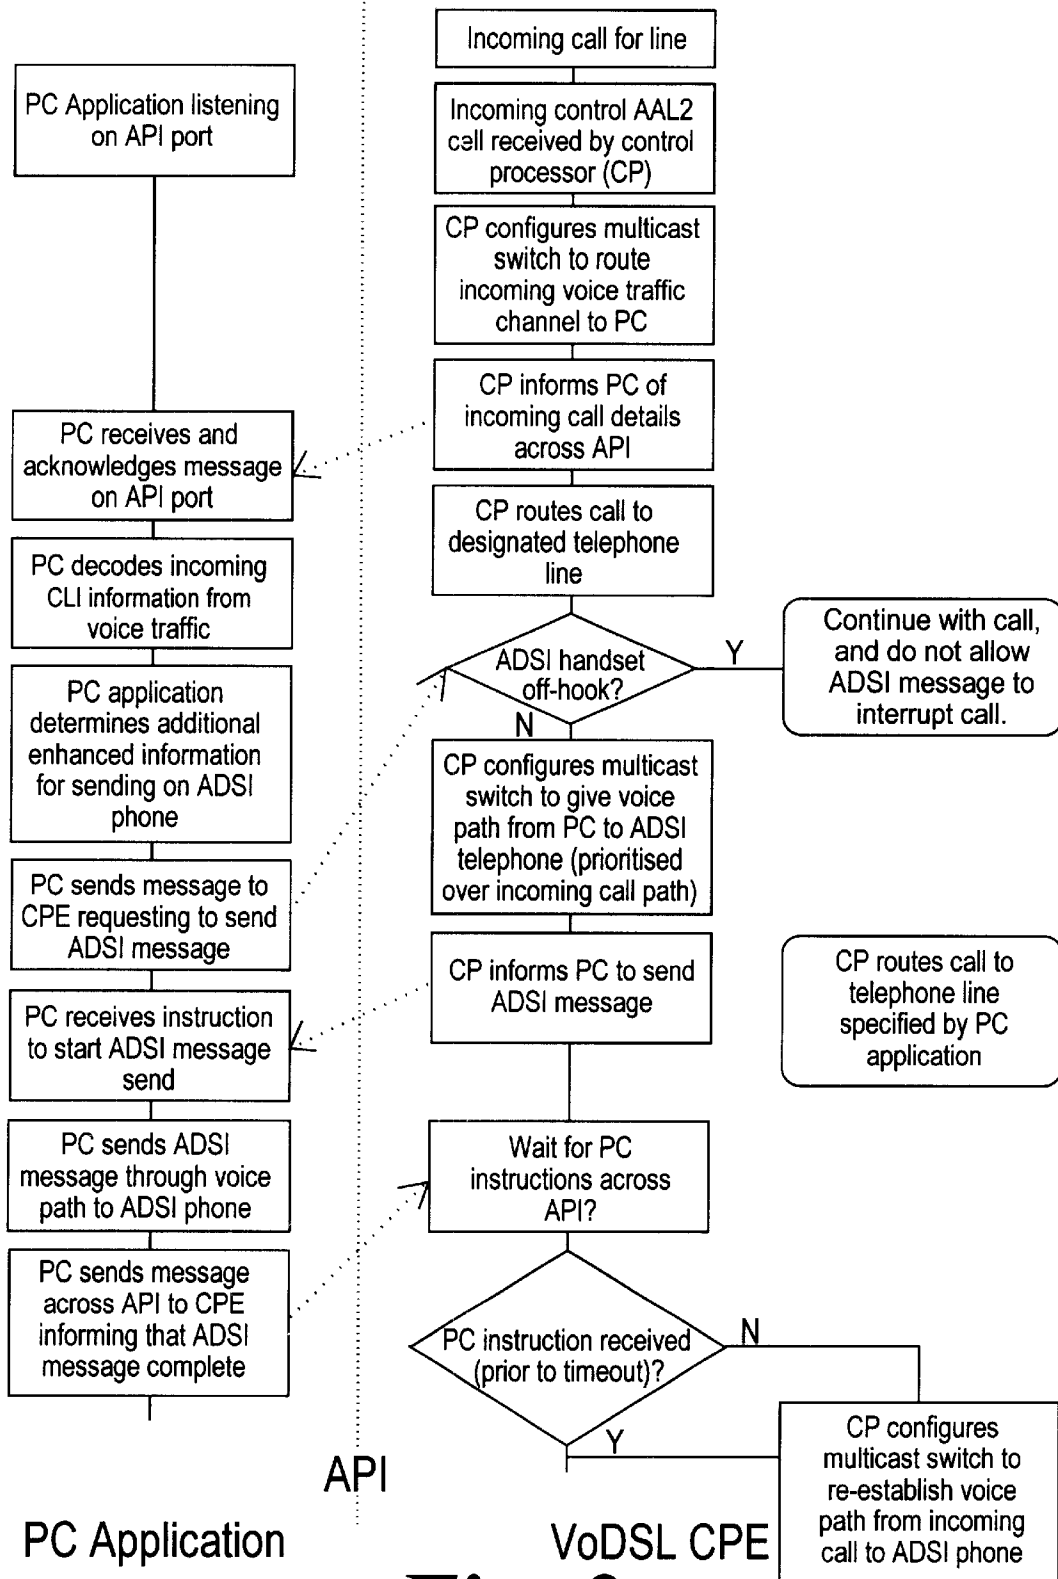 Incoming call for line
PC Application listening
on API port
Incoming control AAL2
call received by control
processor (CP)
CP configures multicast
switch to route
incoming voice traffic
channel to PC
CP informs PC of
incoming call details
across API
PC receives and
acknowledges message
on API port
CP routes call to
designated telephone
line
PC decodes incoming
CLI information from
voice traffic
ADSI handset
off-hook?
Y
N
Continue with call,
and do not allow
ADSI message to
interrupt call.
PC application
determines additional
enhanced information
for sending on ADSI
phone
CP configures multicast
switch to give voice
path from PC to ADSI
telephone (prioritised
over incoming call path)
PC sends message to
CPE requesting to send
ADSI message
CP informs PC to send
ADSI message
CP routes call to
telephone line
specified by PC
application
PC receives instruction
to start ADSI message
send
PC sends ADSI
message through voice
path to ADSI phone
Wait for PC
instructions across
API?
PC sends message
across API to CPE
informing that ADSI
message complete
PC instruction received
(prior to timeout)?
N
Y
CP configures
multicast switch to
re-establish voice
path from incoming
call to ADSI phone
API
PC Application
VoDSL CPE